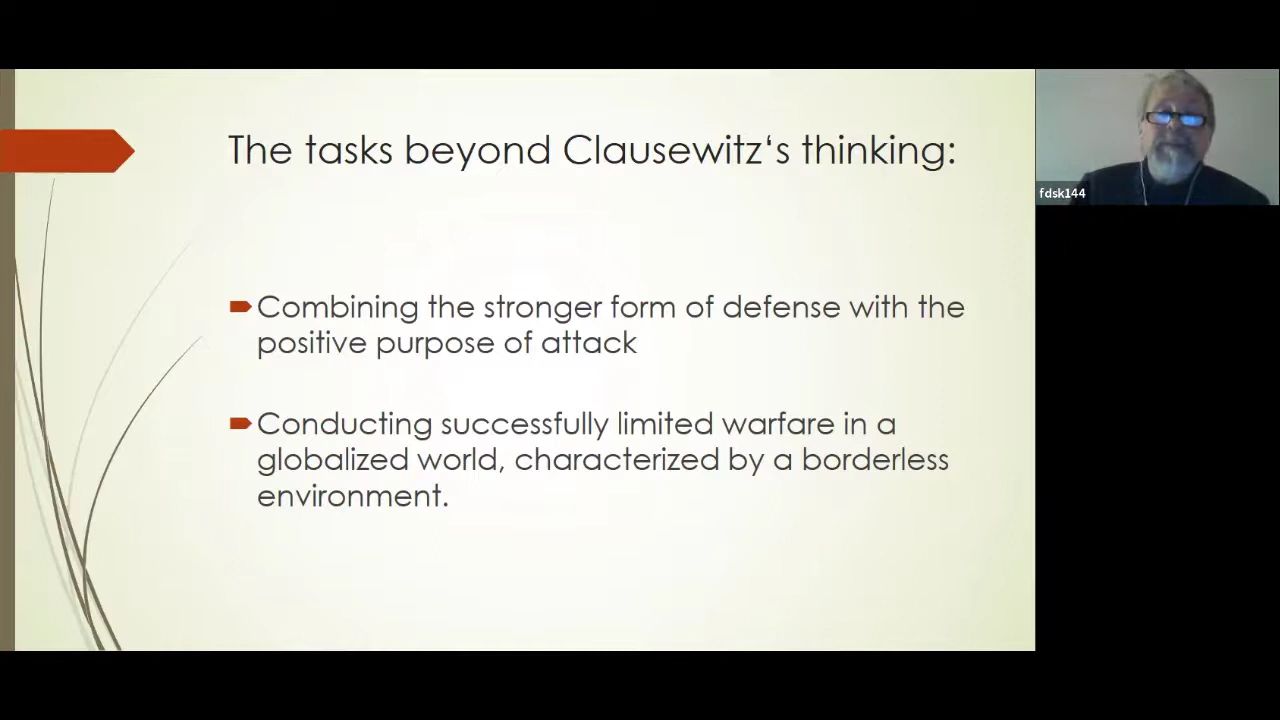 The tasks beyond Clausewitz‘s thinking:
Combining the stronger form of defense with the
positive purpose of attack
Conducting successfully limited warfare in a
globalized world, characterized by a borderless
environment.
fdsk144